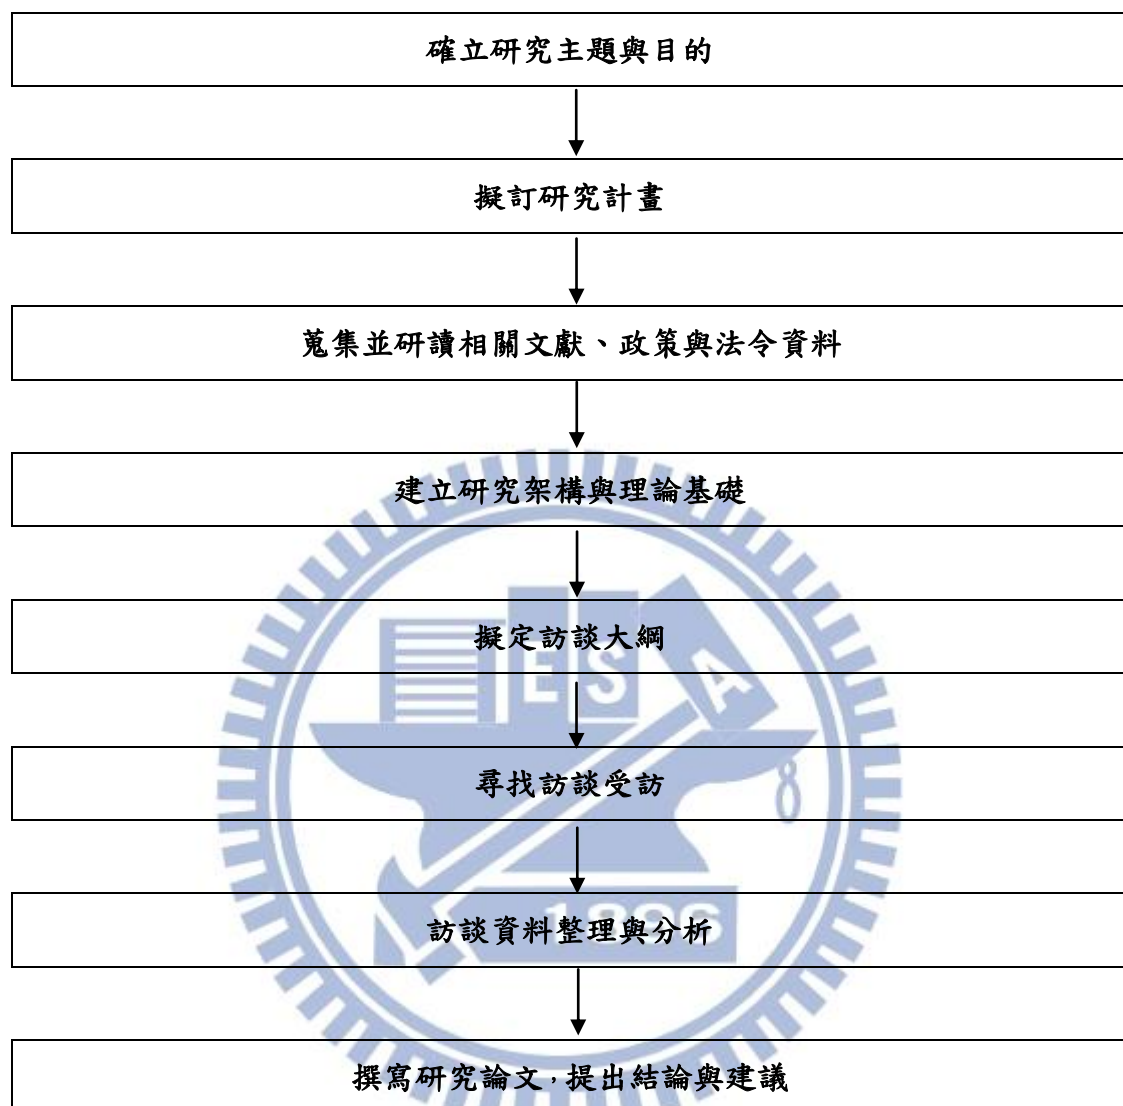 確立研究主題與目的
擬訂研究計畫
蒐集並研讀相關文獻、政策與法令資料
建立研究架構與理論基礎
擬定訪談大綱
E S A
尋找訪談受訪
8
訪談資料整理與分析
1896
撰寫研究論文，提出結論與建議